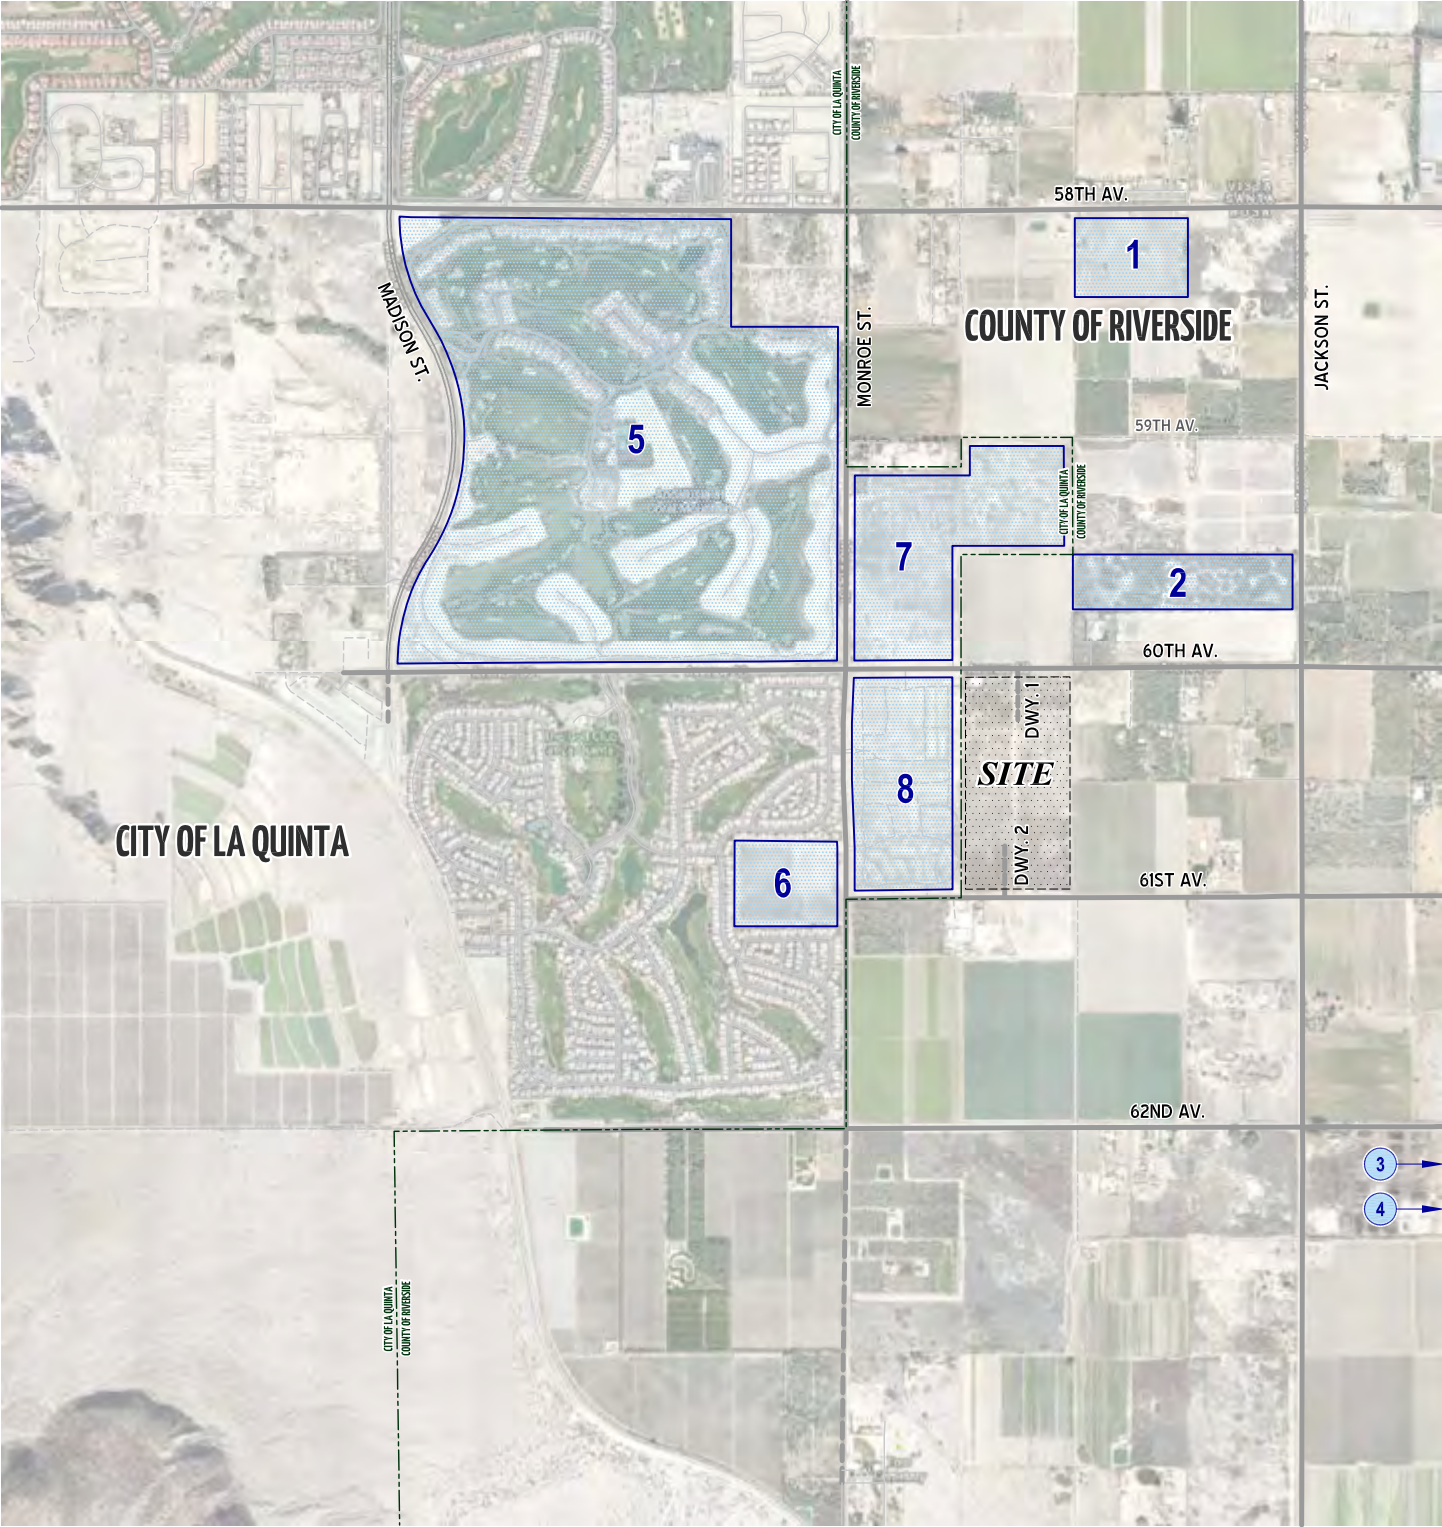 CITY OF LA QUINTA
COUNTY OF RIVERSIDE
58TH AV.
1
MADISON ST.
MONROE ST.
COUNTY OF RIVERSIDE
JACKSON ST.
5
59TH AV.
CITY OF LA QUINTA
COUNTY OF RIVERSIDE
7
2
60TH AV.
DWY. 1
SITE
8
CITY OF LA QUINTA
DWY. 2
6
61ST AV.
62ND AV.
3
4
CITY OF LA QUINTA
COUNTY OF RIVERSIDE